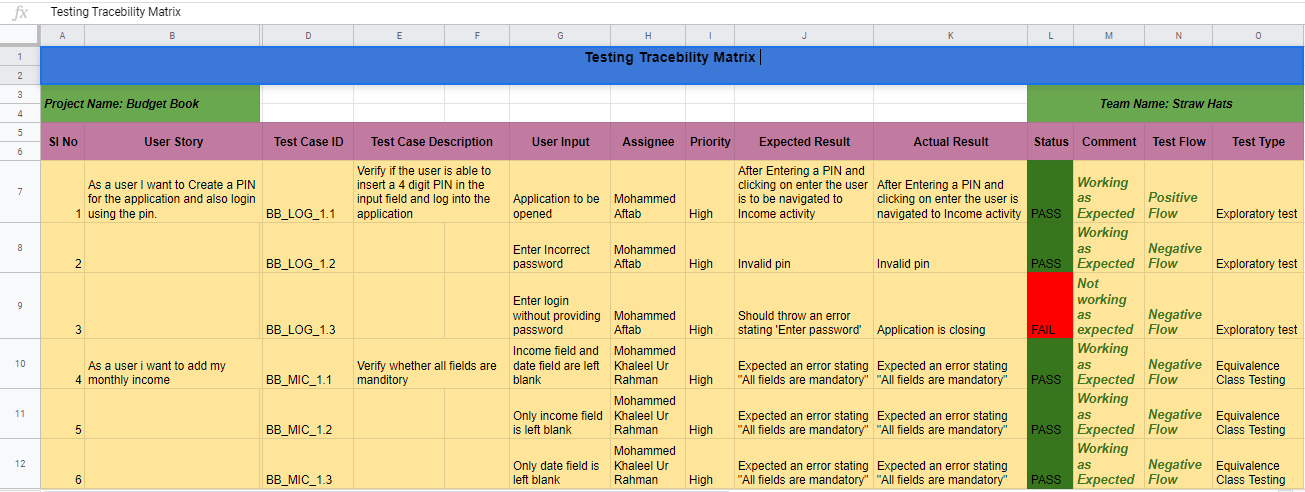 fx Testing Tracebility Matrix
A B D E F G H I J K L M N O
1 Testing Tracebility Matrix
2
3 Project Name: Budget Book Team Name: Straw Hats
4
5 Sl No User Story Test Case ID Test Case Description User Input Assignee Priority Expected Result Actual Result Status Comment Test Flow Test Type
6
7
1
As a user I want to Create a PIN
for the application and also login
using the pin.
BB_LOG_1.1
Verify if the user is able to
insert a 4 digit PIN in the
input field and log into the
application
Application to be
opened
Mohammed
Aftab
High
After Entering a PIN and
clicking on enter the user
is to be navigated to
Income activity
After Entering a PIN and
clicking on enter the user is
navigated to Income activity
PASS
Working
as
Expected
Positive
Flow
Exploratory test
8
2
BB_LOG_1.2
Enter Incorrect
password
Mohammed
Aftab
High
Invalid pin
Invalid pin
PASS
Working
as
Expected
Negative
Flow
Exploratory test
9
3
BB_LOG_1.3
Enter login
without providing
password
Mohammed
Aftab
High
Should throw an error
stating 'Enter password'
Application is closing
FAIL
Not
working
as
expected
Negative
Flow
Exploratory test
10
4
As a user i want to add my
monthly income
BB_MIC_1.1
Verify whether all fields are
manditory
Income field and
date field are left
blank
Mohammed
Khaleel Ur
Rahman
High
Expected an error stating
"All fields are mandatory"
Expected an error stating
"All fields are mandatory"
PASS
Working
as
Expected
Negative
Flow
Equivalence
Class Testing
11
5
BB_MIC_1.2
Only income field
is left blank
Mohammed
Khaleel Ur
Rahman
High
Expected an error stating
"All fields are mandatory"
Expected an error stating
"All fields are mandatory"
PASS
Working
as
Expected
Negative
Flow
Equivalence
Class Testing
12
6
BB_MIC_1.3
Only date field is
left blank
Mohammed
Khaleel Ur
Rahman
High
Expected an error stating
"All fields are mandatory"
Expected an error stating
"All fields are mandatory"
PASS
Working
as
Expected
Negative
Flow
Equivalence
Class Testing